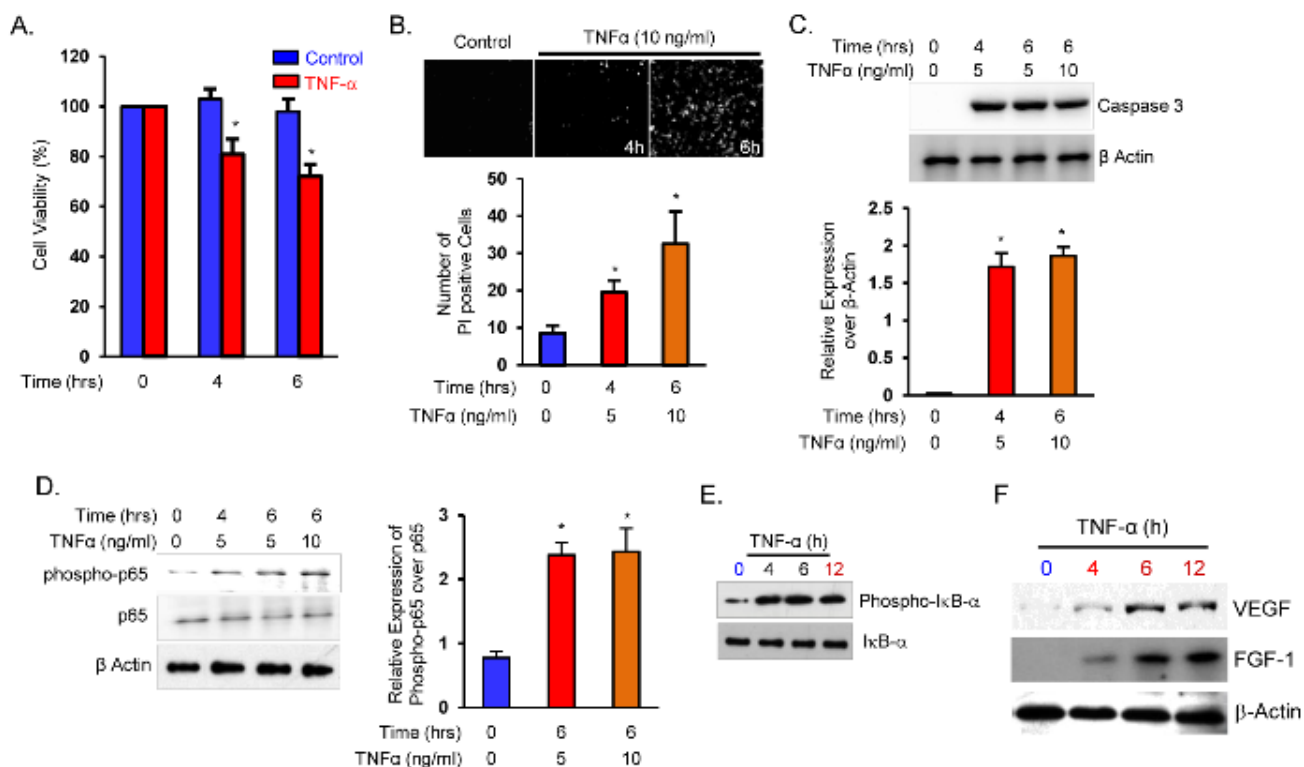 A.
120
100
80
60
40
20
0
Cell Viability (%)
Control
TNF-α
*
*
Time (hrs) 0 4 6
B.
Control TNFα (10 ng/ml)
4h 6h
50
40
30
20
10
0
Number of
PI positive Cells
*
*
Time (hrs) 0 4 6
TNFα (ng/ml) 0 5 10
C.
Time (hrs) 0 4 6 6
TNFα (ng/ml) 0 5 5 10
Caspase 3
β Actin
2.5
2
1.5
1
0.5
0
Relative Expression
over β-Actin
*
*
Time (hrs) 0 4 6
TNFα (ng/ml) 0 5 10
D.
Time (hrs) 0 4 6 6
TNFα (ng/ml) 0 5 5 10
phospho-p65
p65
β Actin
3
2
1
0
Relative Expression of
Phospho-p65 over p65
*
*
Time (hrs) 0 6 6
TNFα (ng/ml) 0 5 10
E.
TNF-α (h)
0 4 6 12
Phospho-IκB-α
IκB-α
F
TNF-α (h)
0 4 6 12
VEGF
FGF-1
β-Actin